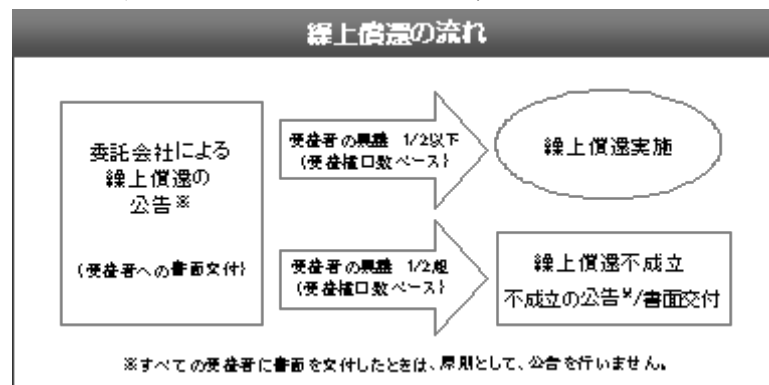 繰上償還の流れ
委託会社による
繰上償還の
公告※
(受益者への書面交付)
受益者の異議 1/2以下
(受益権口数ベース)
繰上償還実施
受益者の異議 1/2超
(受益権口数ベース)
繰上償還不成立
不成立の公告※/書面交付
※すべての受益者に書面を交付したときは、原則として、公告を行いません。